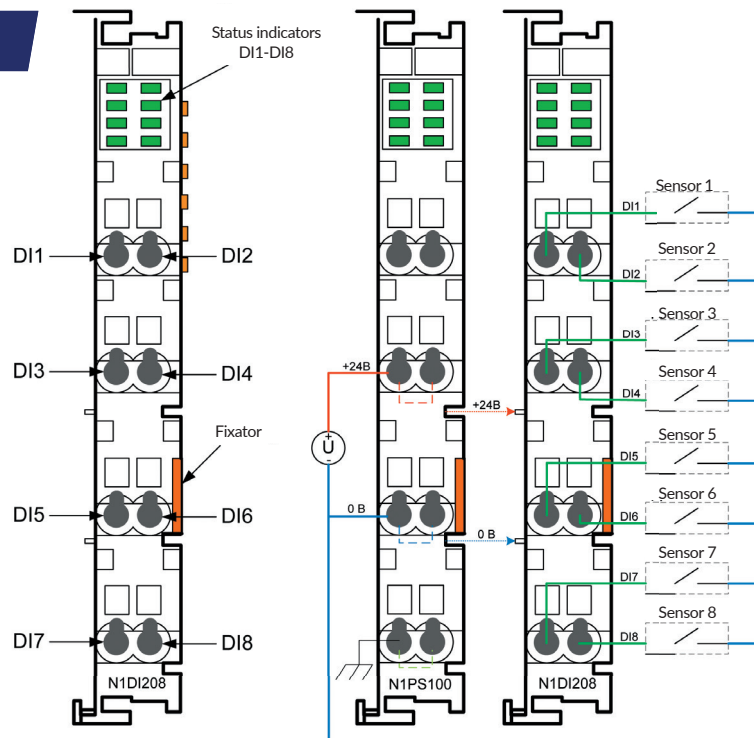 Status indicators
DI1-DI8
DI1
DI2
DI3
DI4
Fixator
DI5
DI6
DI7
DI8
N1DI208
+24В
+
U
-
0 В
N1PS100
+24В
0 В
DI1
Sensor 1
DI2
Sensor 2
DI3
. Sensor 3
DI4
Sensor 4
DI5
Sensor 5
DI6
Sensor 6
DI7
Sensor 7
DI8
Sensor 8
N1DI208